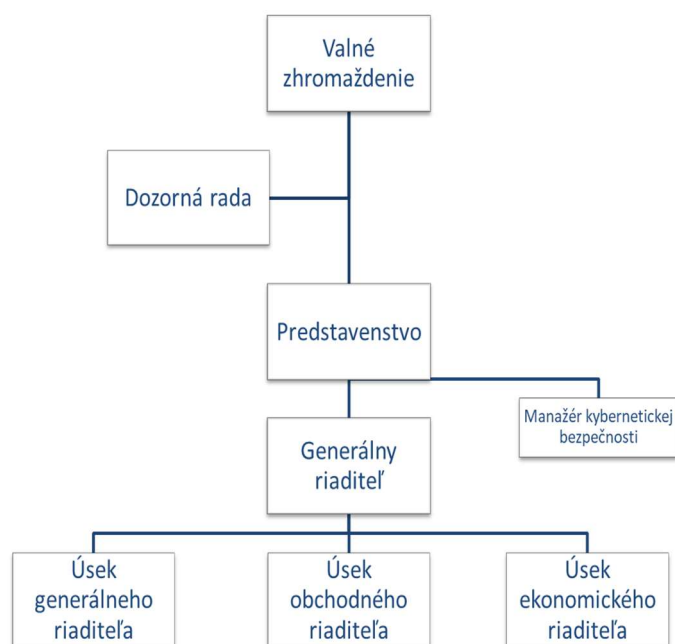 Valné
zhromaždenie
Dozorná rada
Predstavenstvo
Manažér kybernetickej
bezpečnosti
Generálny
riaditeľ
Úsek
generálneho
riaditeľa
Úsek
obchodného
riaditeľa
Úsek
ekonomického
riaditeľa